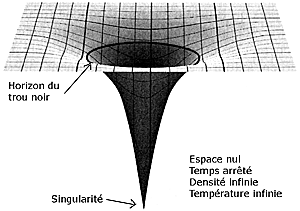 Horizon du
trou noir
Espace nul
Temps arrêté
Densité infinie
Température infinie
Singularité